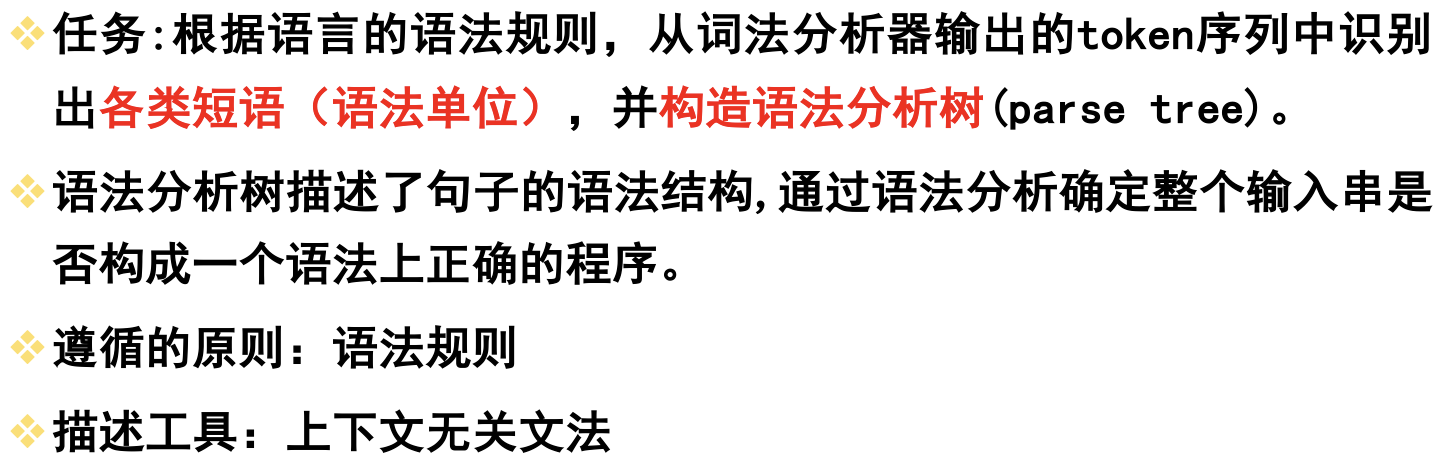 任务:根据语言的语法规则，从词法分析器输出的token序列中识别
出各类短语（语法单位），并构造语法分析树(parse tree)。
语法分析树描述了句子的语法结构,通过语法分析确定整个输入串是
否构成一个语法上正确的程序。
遵循的原则：语法规则
描述工具：上下文无关文法